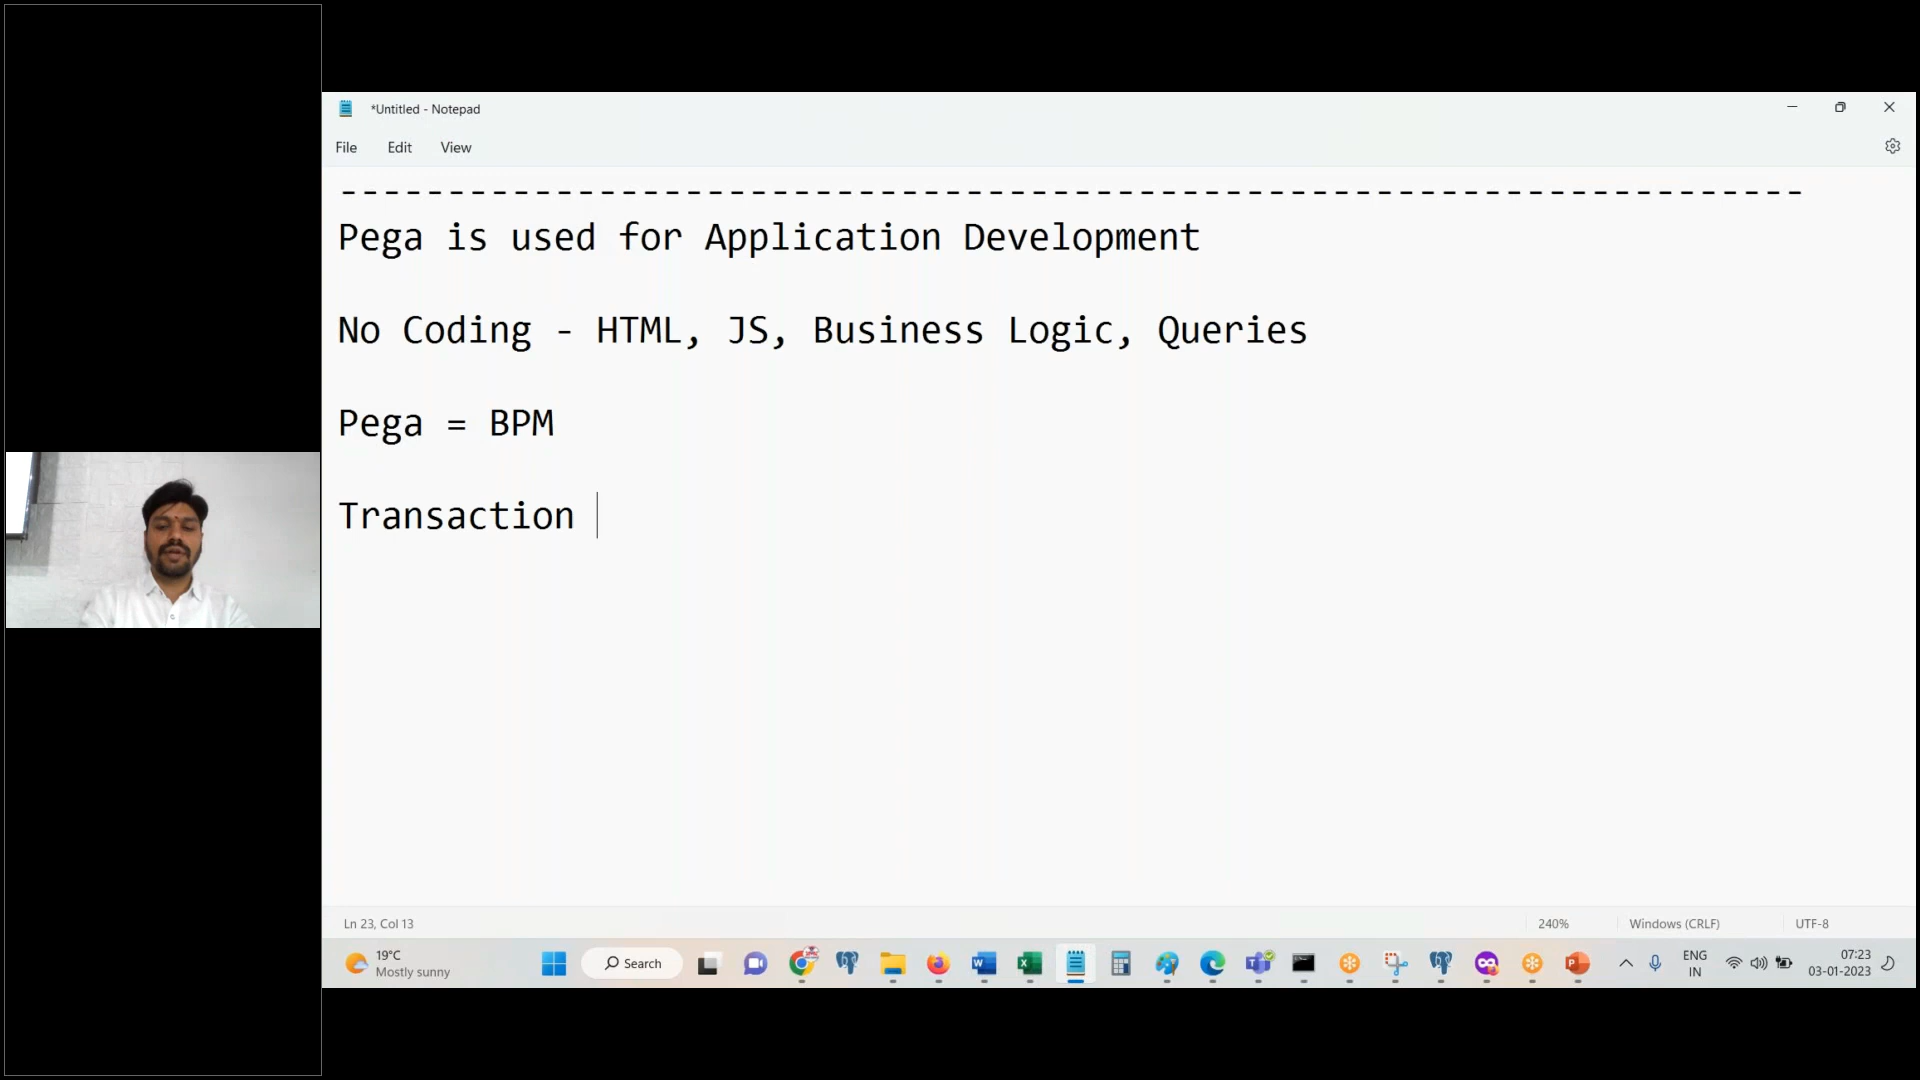 *Untitled - Notepad
File Edit View
--------------------------------------------------------------------
Pega is used for Application Development
No Coding - HTML, JS, Business Logic, Queries
Pega = BPM
Transaction
Ln 23, Col 13
240%
Windows (CRLF)
UTF-8
19°C
Mostly sunny
Search
ENG
IN
07:23
03-01-2023